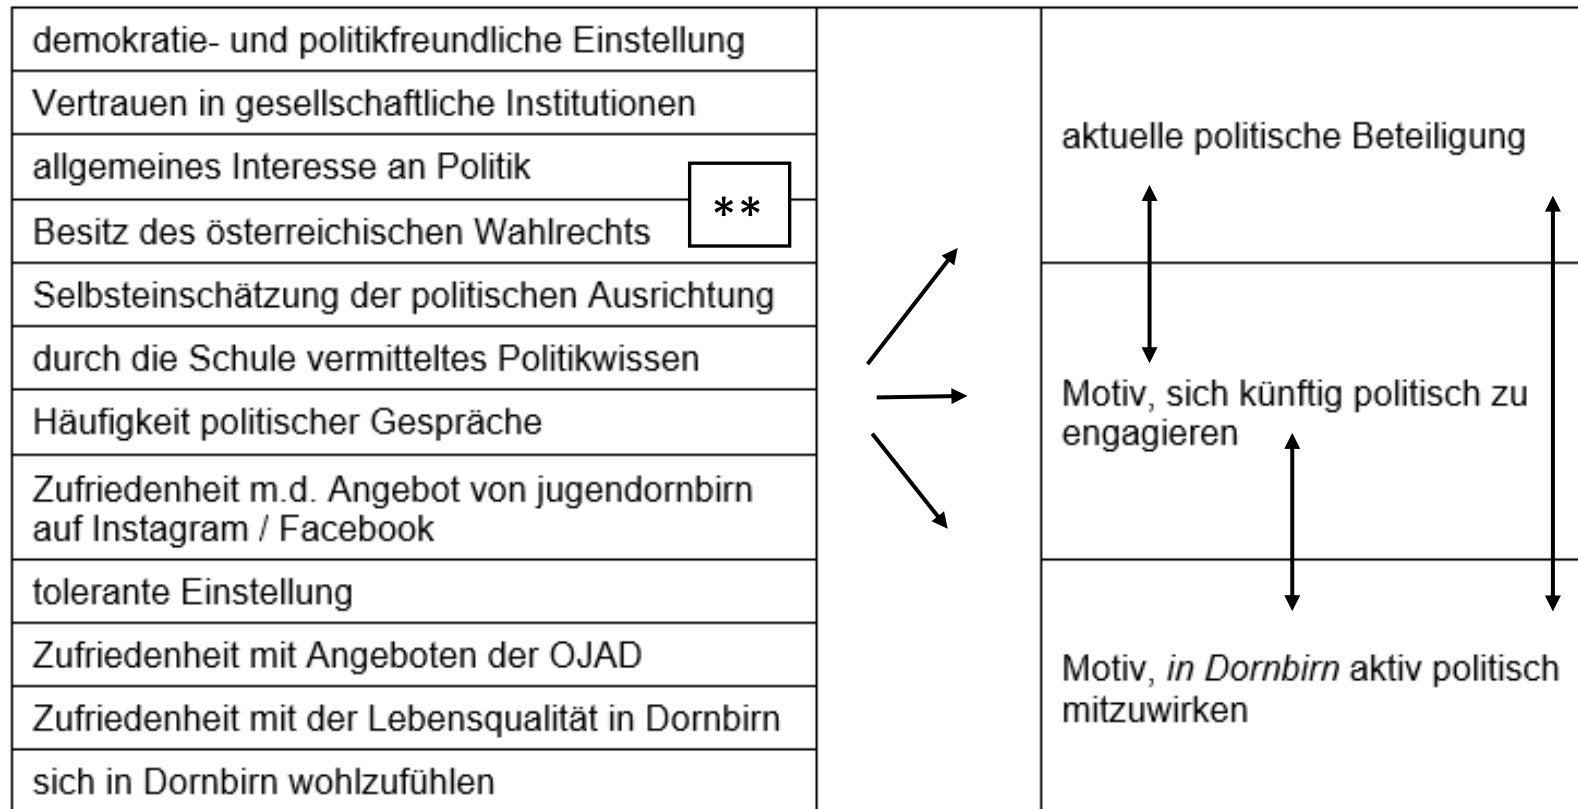 demokratie- und politikfreundliche Einstellung
Vertrauen in gesellschaftliche Institutionen
allgemeines Interesse an Politik
**
Besitz des österreichischen Wahlrechts
Selbsteinschätzung der politischen Ausrichtung
durch die Schule vermitteltes Politikwissen
Häufigkeit politischer Gespräche
Zufriedenheit m.d. Angebot von jugendornbirn
auf Instagram / Facebook
tolerante Einstellung
Zufriedenheit mit Angeboten der OJAD
Zufriedenheit mit der Lebensqualität in Dornbirn
sich in Dornbirn wohlzufühlen
aktuelle politische Beteiligung
Motiv, sich künftig politisch zu
engagieren
Motiv, in Dornbirn aktiv politisch
mitzuwirken